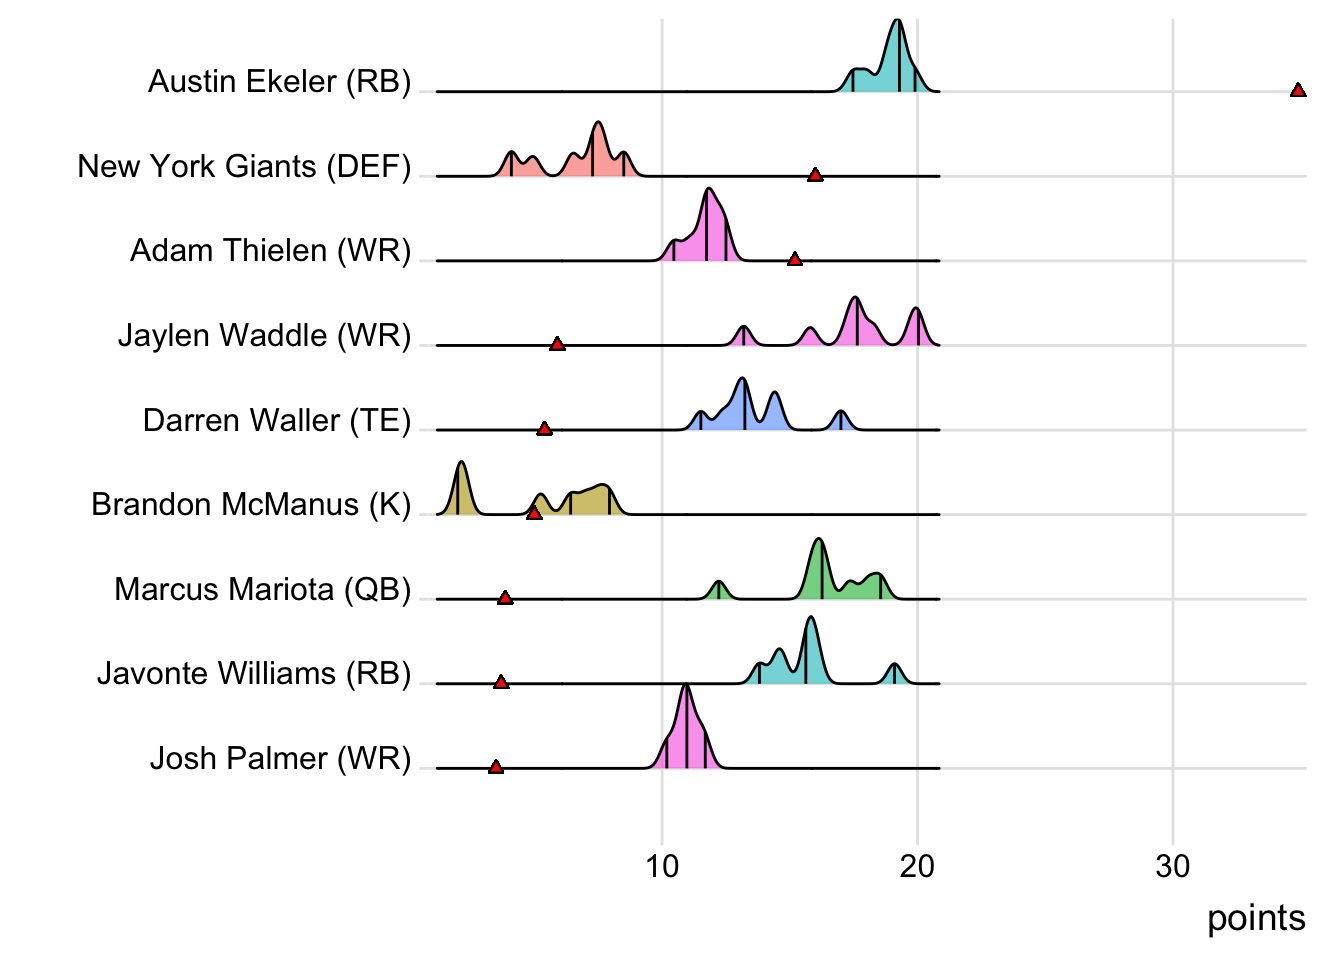 Austin Ekeler (RB)
New York Giants (DEF)
Adam Thielen (WR)
Jaylen Waddle (WR)
Darren Waller (TE)
Brandon McManus (K)
Marcus Mariota (QB)
Javonte Williams (RB)
Josh Palmer (WR)
10 20 30
points